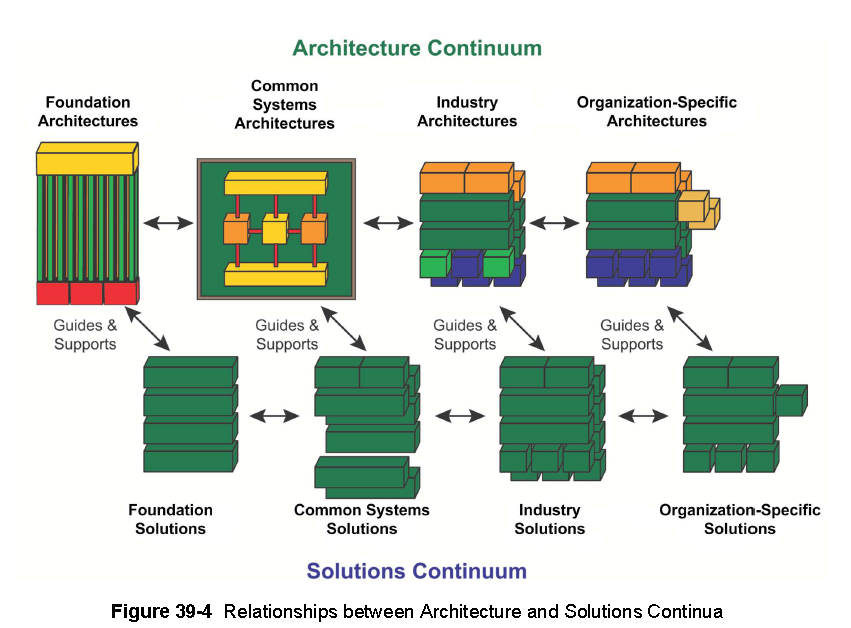 Architecture Continuum
Foundation
Architectures
Common
Systems
Architectures
Industry
Architectures
Organization-Specific
Architectures
Guides &
Supports
Guides &
Supports
Guides &
Supports
Guides &
Supports
Foundation
Solutions
Common Systems
Solutions
Industry
Solutions
Organization-Specific
Solutions
Solutions Continuum
Figure 39-4 Relationships between Architecture and Solutions Continua